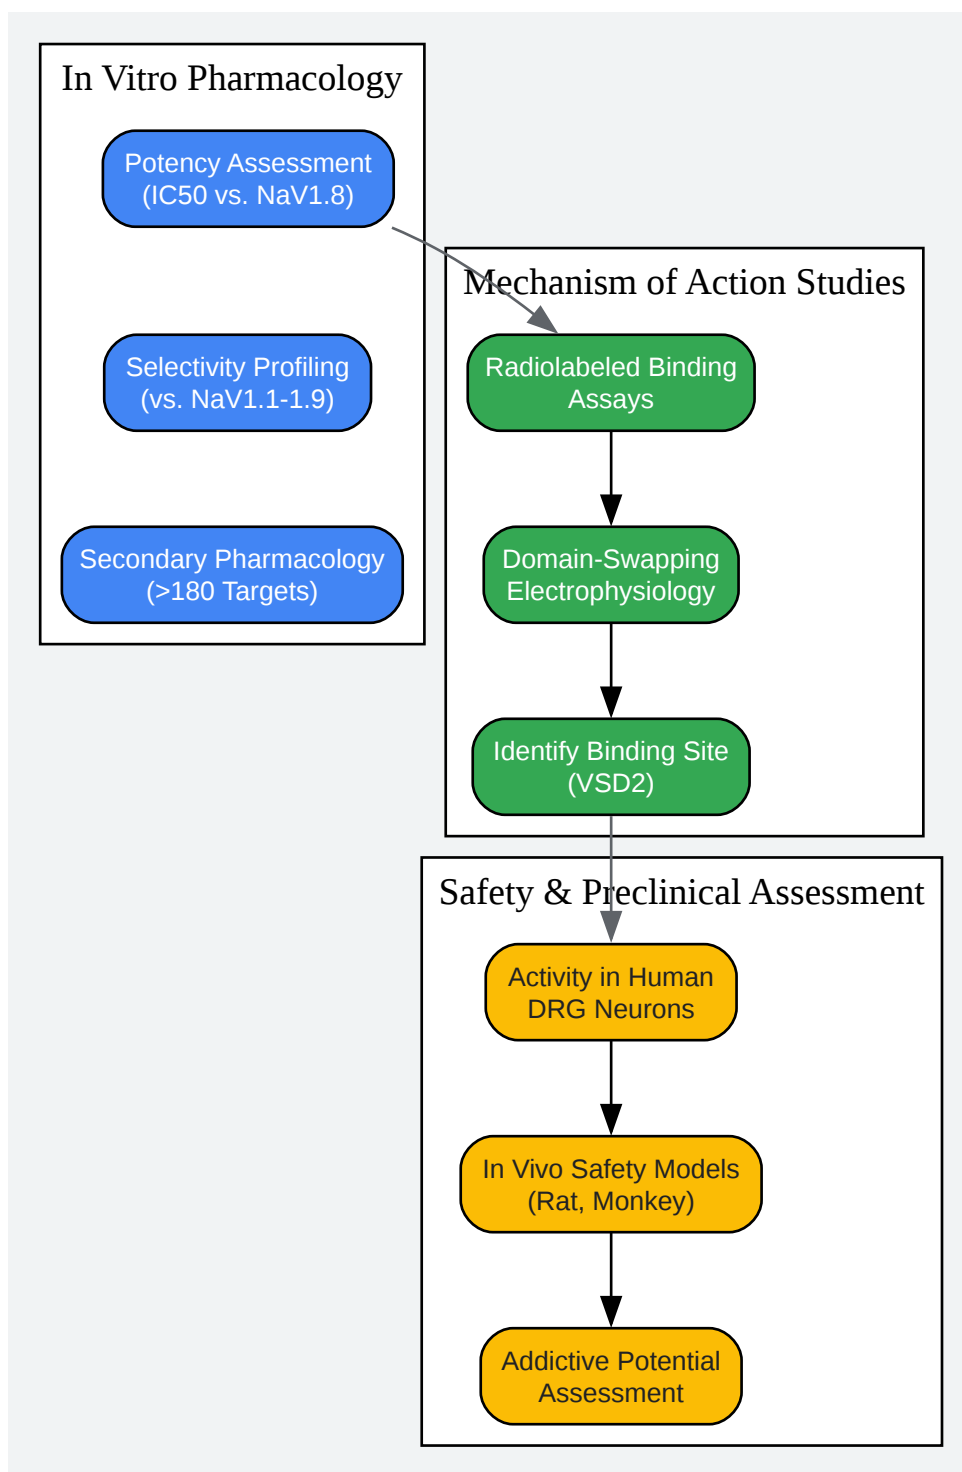 In Vitro Pharmacology
Potency Assessment
(IC50 vs. NaV1.8)
Selectivity Profiling
(vs. NaV1.1-1.9)
Secondary Pharmacology
(>180 Targets)
Mechanism of Action Studies
Radiolabeled Binding
Assays
Domain-Swapping
Electrophysiology
Identify Binding Site
(VSD2)
Safety & Preclinical Assessment
Activity in Human
DRG Neurons
In Vivo Safety Models
(Rat, Monkey)
Addictive Potential
Assessment